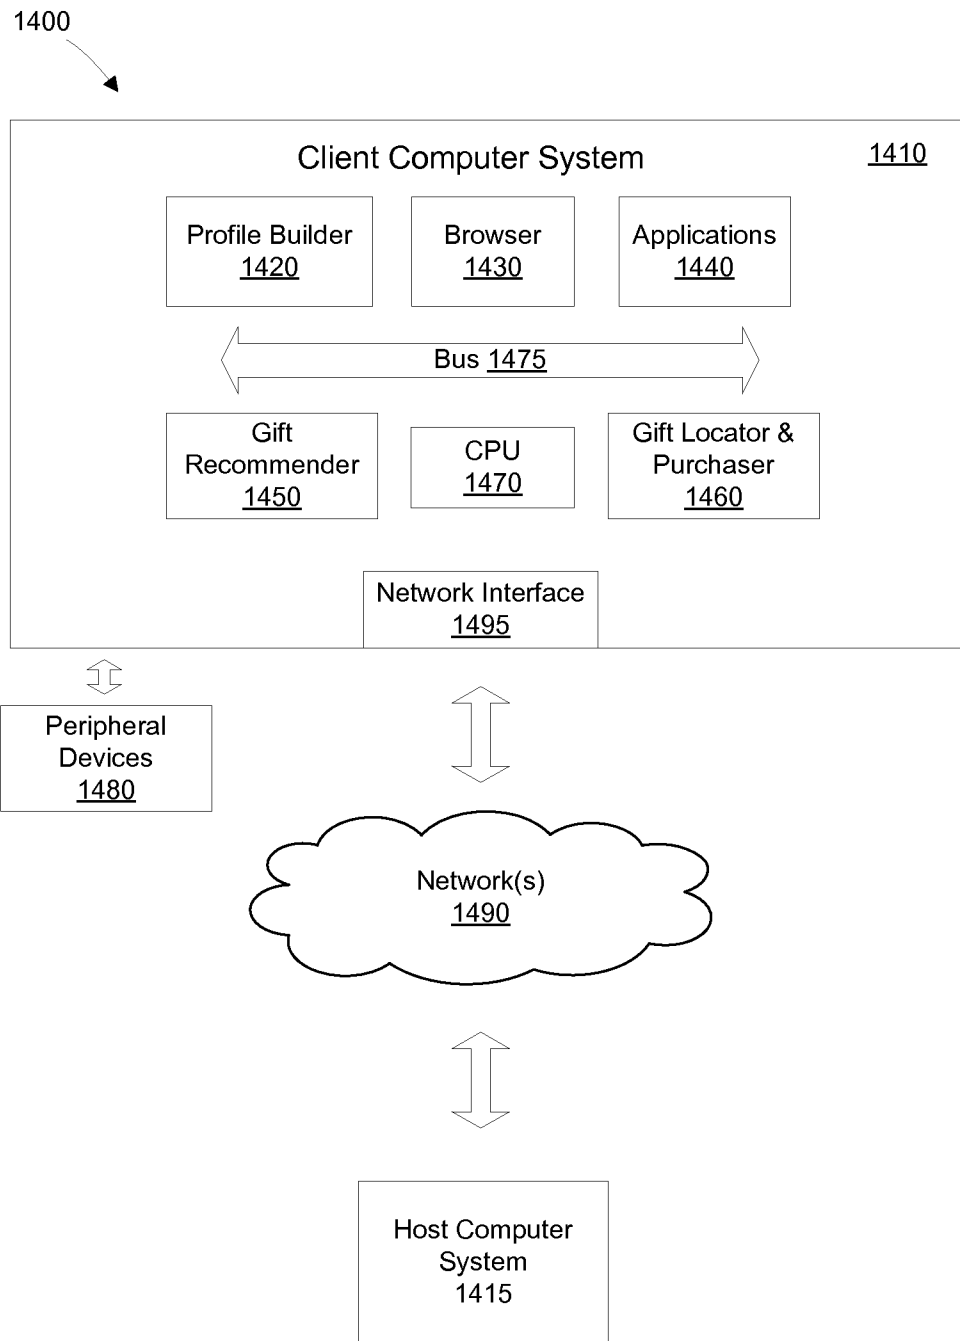 1400
Client Computer System
1410
Profile Builder
1420
Browser
1430
Applications
1440
Bus 1475
Gift
Recommender
1450
CPU
1470
Gift Locator &
Purchaser
1460
Network Interface
1495
Peripheral
Devices
1480
Network(s)
1490
Host Computer
System
1415